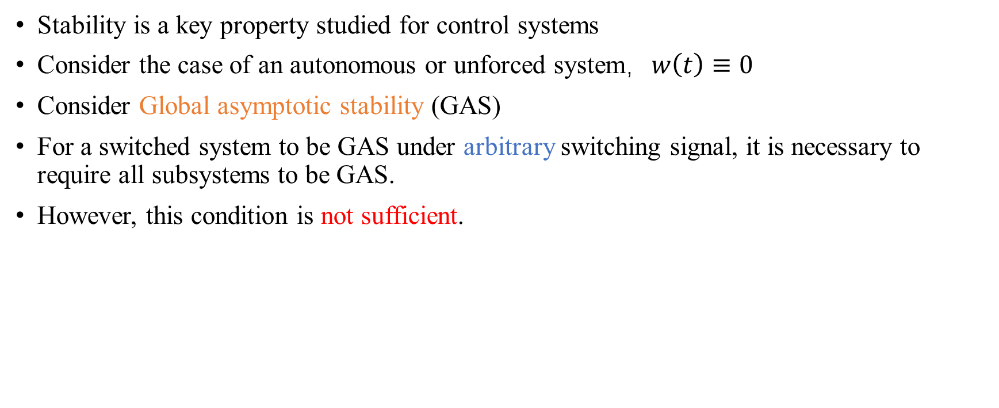 • Stability is a key property studied for control systems
• Consider the case of an autonomous or unforced system,   w(t) ≡ 0
• Consider Global asymptotic stability (GAS)
• For a switched system to be GAS under arbitrary switching signal, it is necessary to
require all subsystems to be GAS.
• However, this condition is not sufficient.